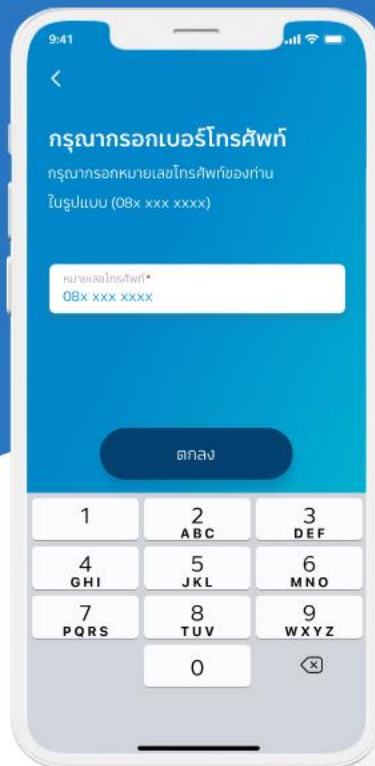 9:41
กรุณากรอกเบอร์โทรศัพท์
กรุณากรอกหมายเลขโทรศัพท์ของท่าน
ในรูปแบบ (08x xxx xxxx)
หมายเลขโทรศัพท์*
08x xxx xxxx
ตกลง
1 2 3
ABC DEF
4 5 6
GHI JKL MNO
7 8 9
PQRS TUV WXYZ
0